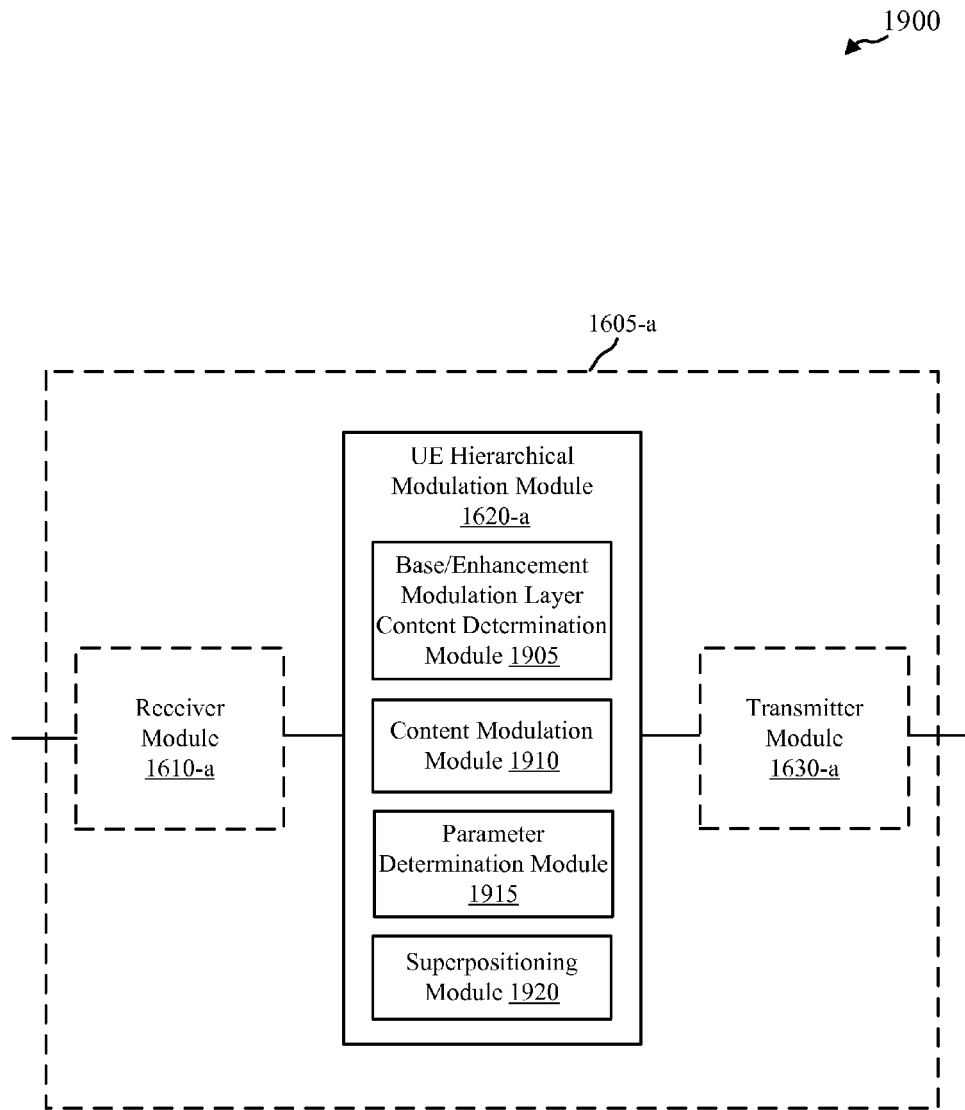 1900
1605-a
UE Hierarchical
Modulation Module
1620-a
Base/Enhancement
Modulation Layer
Content Determination
Module 1905
Receiver
Module
1610-a
Content Modulation
Module 1910
Transmitter
Module
1630-a
Parameter
Determination Module
1915
Superpositioning
Module 1920